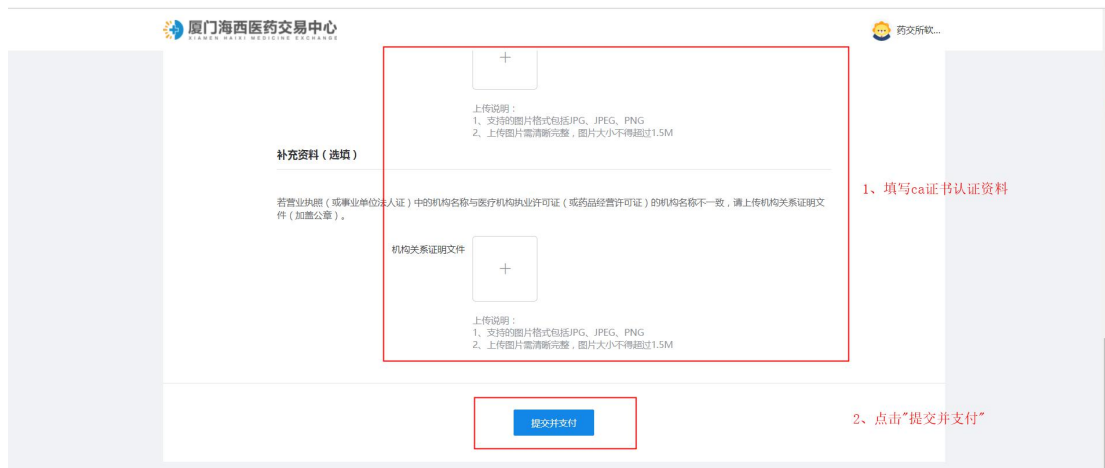 厦门海西医药交易中心
XIAMEN HAIXI MEDICINE EXCHANGE
药交所软...
上传说明：
1、支持的图片格式包括JPG、JPEG、PNG
2、上传图片需清晰完整，图片大小不得超过1.5M
补充资料（选填）
1、填写ca证书认证资料
若营业执照（或事业单位法人证）中的机构名称与医疗机构执业许可证（或药品经营许可证）的机构名称不一致，请上传机构关系证明文
件（加盖公章）。
机构关系证明文件
上传说明：
1、支持的图片格式包括JPG、JPEG、PNG
2、上传图片需清晰完整，图片大小不得超过1.5M
提交并支付
2、点击"提交并支付"